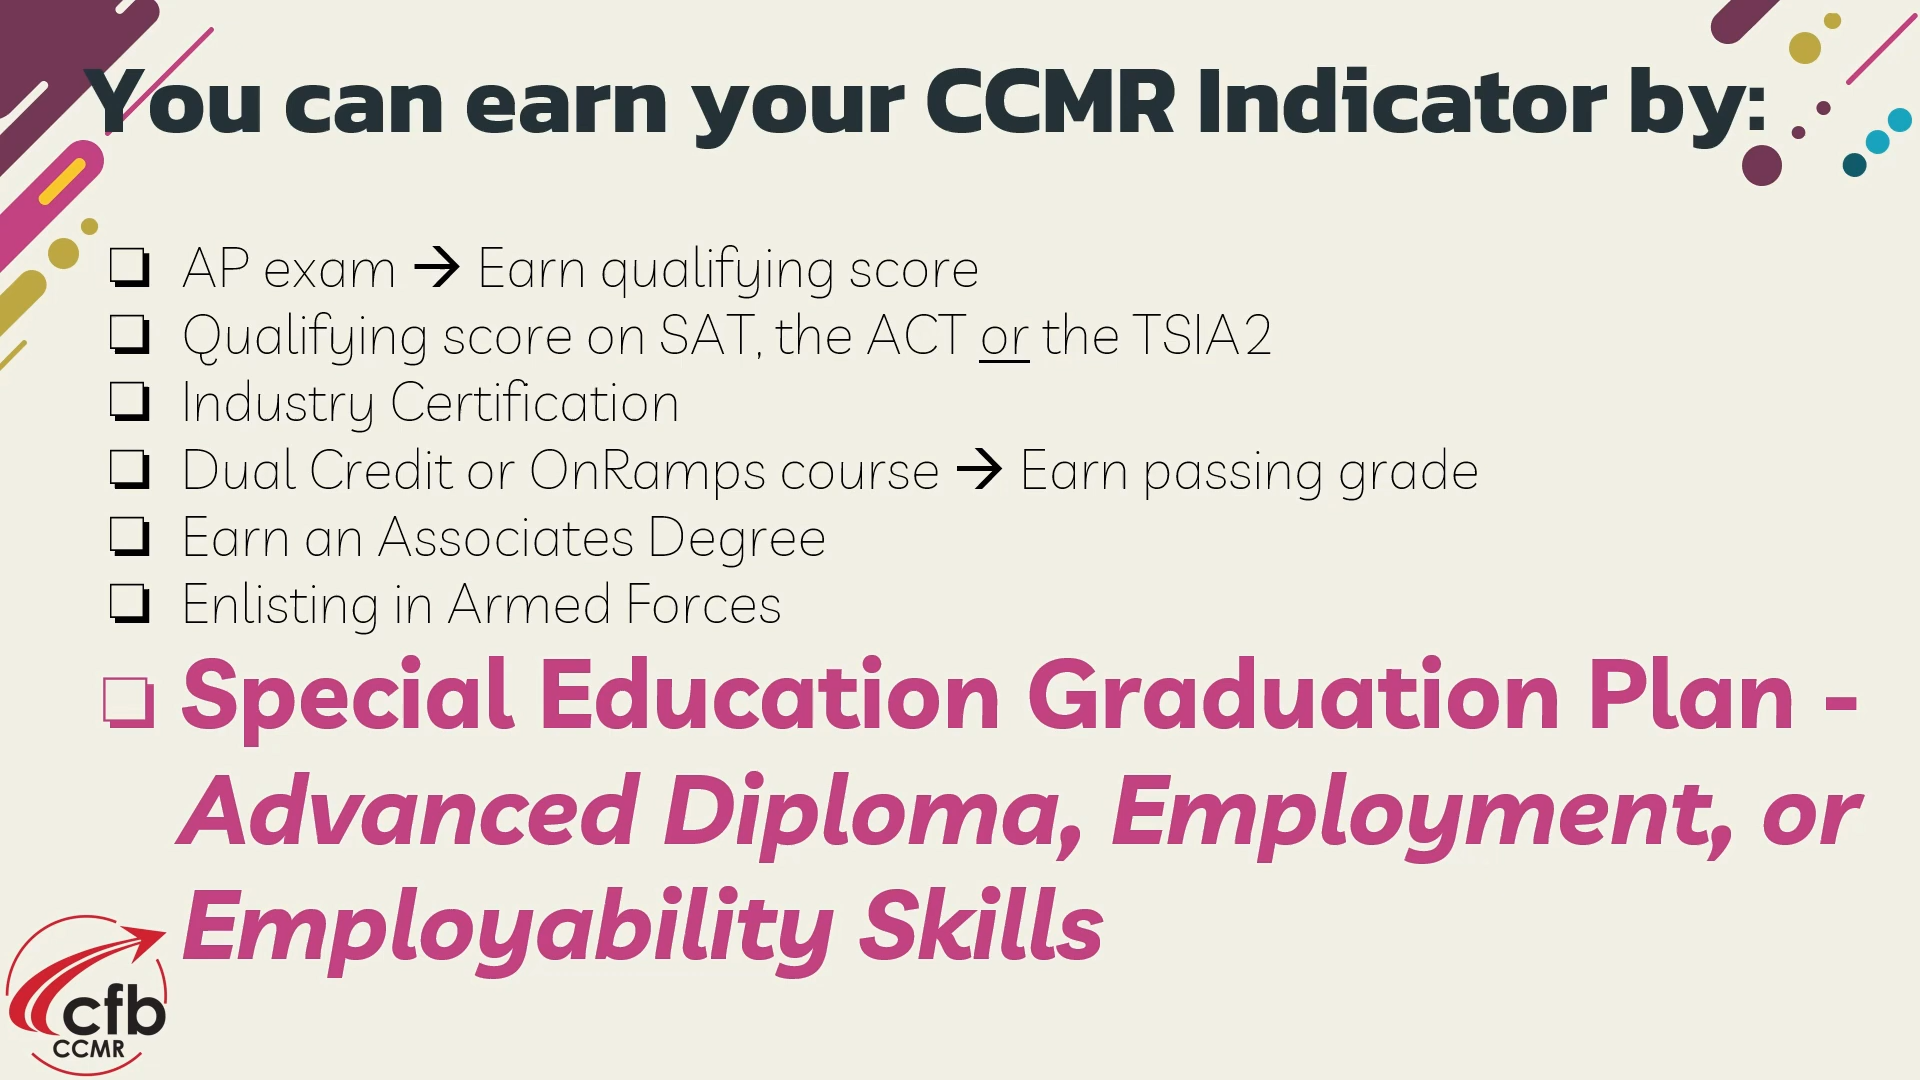 You can earn your CCMR Indicator by:
❏ AP exam → Earn qualifying score
❏ Qualifying score on SAT, the ACT or the TSIA2
❏ Industry Certification
❏ Dual Credit or OnRamps course → Earn passing grade
❏ Earn an Associates Degree
❏ Enlisting in Armed Forces
❏ Special Education Graduation Plan -
Advanced Diploma, Employment, or
Employability Skills
cfb
CCMR